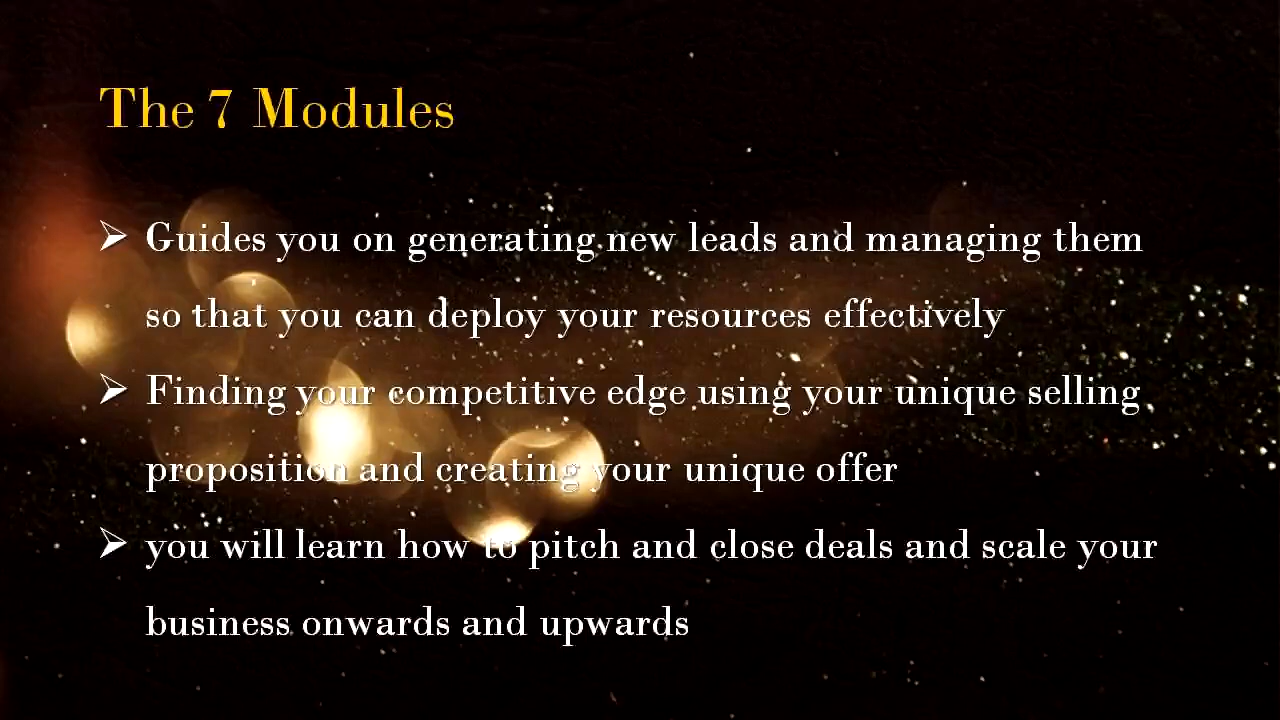 The 7 Modules
➢ Guides you on generating new leads and managing them
so that you can deploy your resources effectively
➢ Finding your competitive edge using your unique selling
proposition and creating your unique offer
➢ you will learn how to pitch and close deals and scale your
business onwards and upwards